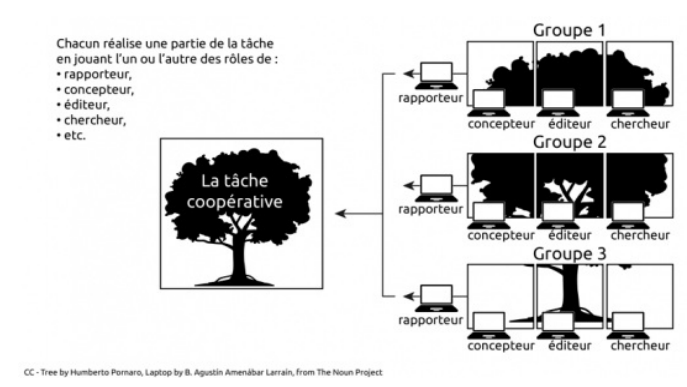 Chacun réalise une partie de la tâche
en jouant l'un ou l'autre des rôles de :
• rapporteur,
• concepteur,
• éditeur,
• chercheur,
• etc.
La tâche
coopérative
Groupe 1
rapporteur
concepteur éditeur chercheur
Groupe 2
rapporteur
concepteur éditeur chercheur
Groupe 3
rapporteur
concepteur éditeur chercheur
CC - Tree by Humberto Pornaro, Laptop by B. Agustín Amenábar Larraín, from The Noun Project